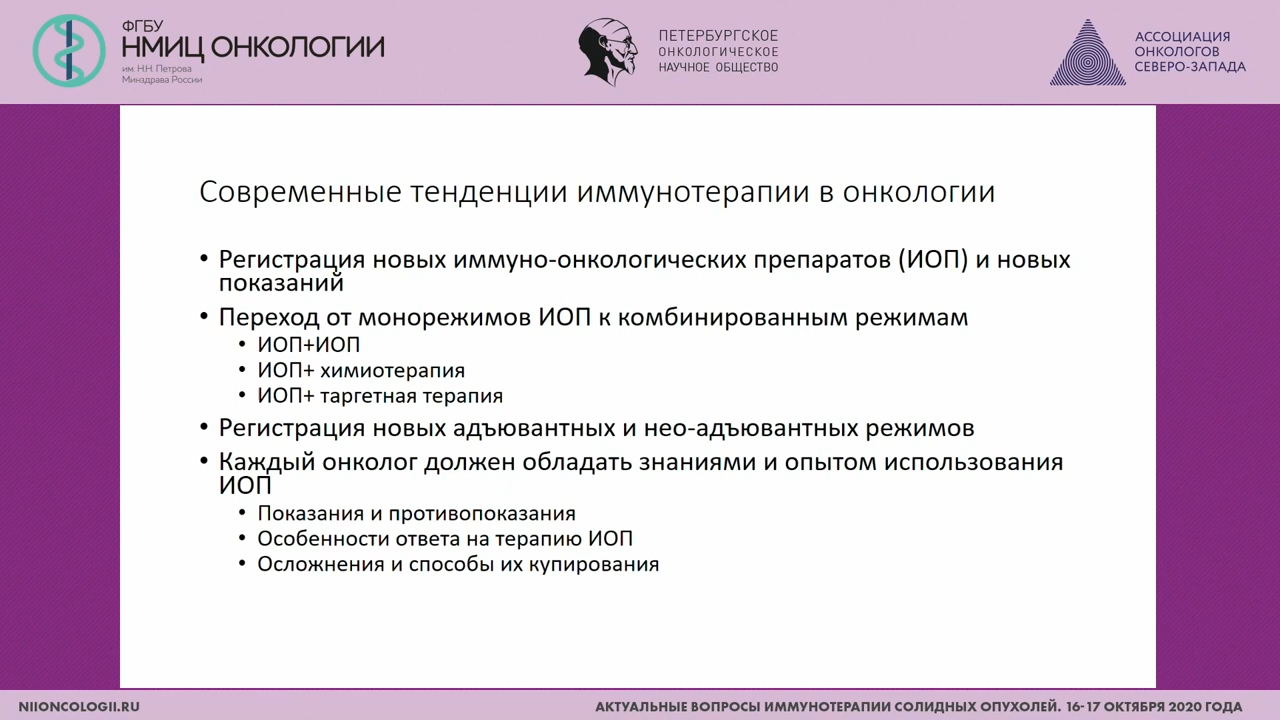 ФГБУ
НМИЦ ОНКОЛОГИИ
им. Н.Н. Петрова
Минздрава России
ПЕТЕРБУРГСКОЕ
ОНКОЛОГИЧЕСКОЕ
НАУЧНОЕ ОБЩЕСТВО
АССОЦИАЦИЯ
ОНКОЛОГОВ
СЕВЕРО-ЗАПАДА
Современные тенденции иммунотерапии в онкологии
• Регистрация новых иммуно-онкологических препаратов (ИОП) и новых
показаний
• Переход от монорежимов ИОП к комбинированным режимам
• ИОП+ИОП
• ИОП+ химиотерапия
• ИОП+ таргетная терапия
• Регистрация новых адъювантных и нео-адъювантных режимов
• Каждый онколог должен обладать знаниями и опытом использования
ИОП
• Показания и противопоказания
• Особенности ответа на терапию ИОП
• Осложнения и способы их купирования
NIIONCOLOGII.RU
АКТУАЛЬНЫЕ ВОПРОСЫ ИММУНОТЕРАПИИ СОЛИДНЫХ ОПУХОЛЕЙ. 16-17 ОКТЯБРЯ 2020 ГОДА